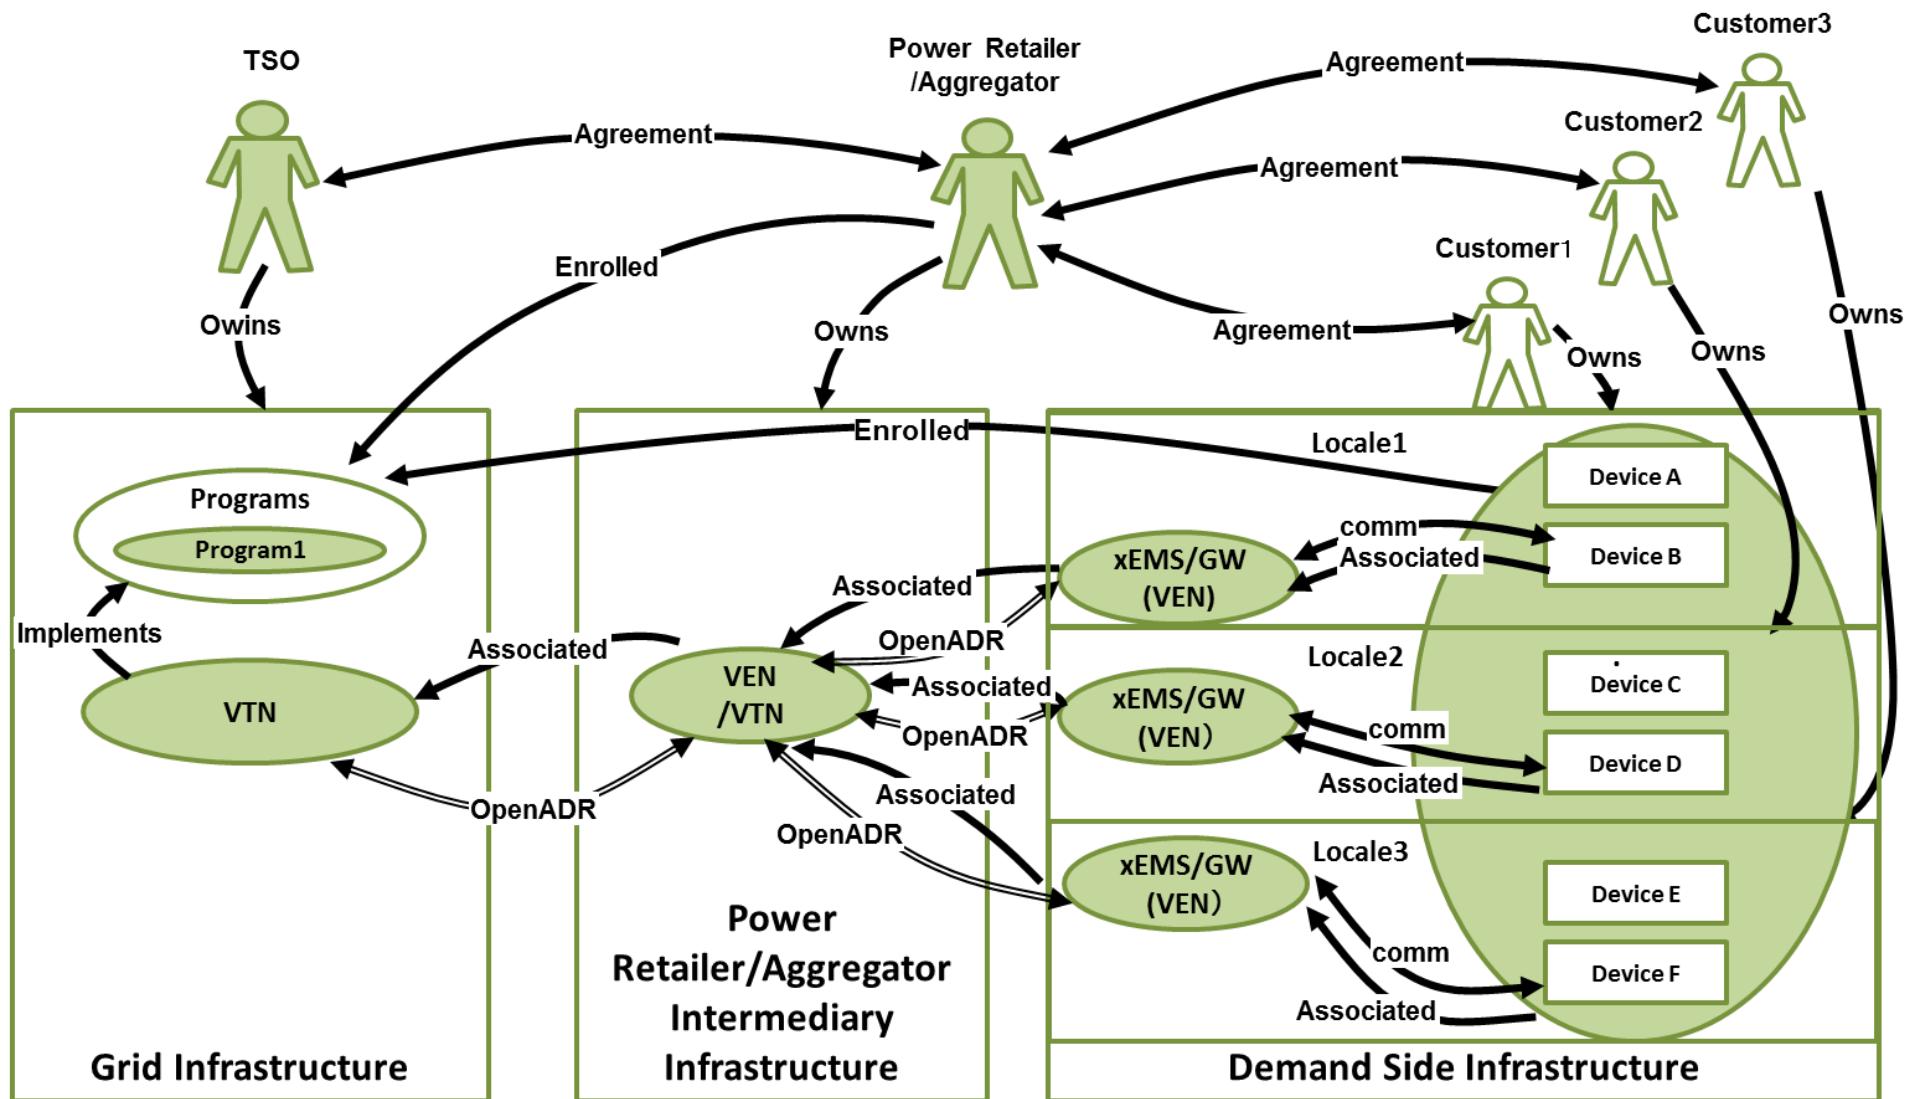 Customer3
TSO
Power Retailer
/Aggregator
Agreement
Customer2
Agreement
Agreement
Customer1
Enrolled
Owins
Owns
Agreement
Owns
Owns
Owns
Enrolled
Locale1
Device A
Programs
Program1
comm
Associated
Device B
xEMS/GW
(VEN)
Associated
Implements
Associated
OpenADR
Locale2
VEN
/VTN
Associated
xEMS/GW
(VEN)
Device C
VTN
OpenADR
comm
Device D
Associated
OpenADR
Associated
OpenADR
Locale3
xEMS/GW
(VEN)
Device E
comm
Device F
Associated
Power
Retailer/Aggregator
Intermediary
Infrastructure
Grid Infrastructure
Demand Side Infrastructure